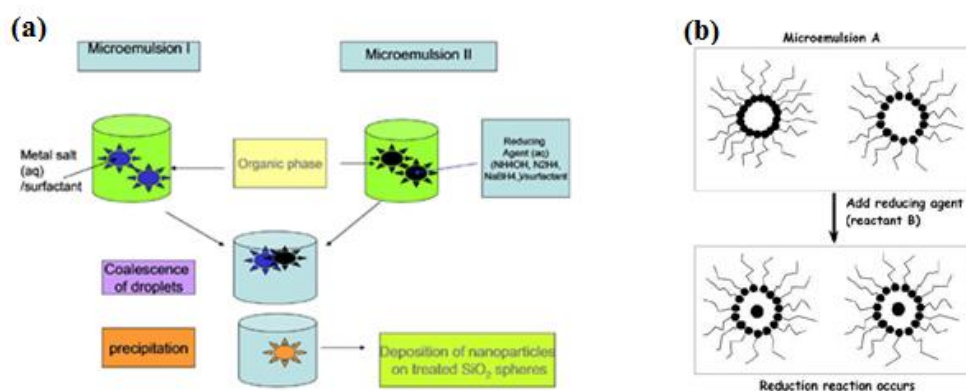 (a)
Microemulsion I
Microemulsion II
Metal salt
(aq)
/surfactant
Organic phase
Reducing
Agent (aq)
(NH4OH, N2H4,
NaBH4,)/surfactant
Coalescence
of droplets
precipitation
Deposition of nanoparticles
on treated SiO2 spheres
(b)
Microemulsion A
Add reducing agent
(reactant B)
Reduction reaction occurs